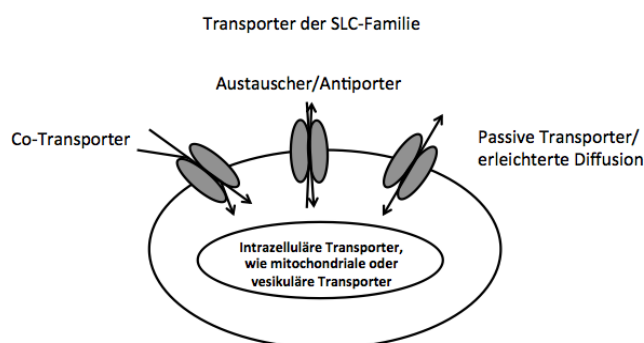 Transporter der SLC-Familie
Austauscher/Antiporter
Co-Transporter
Passive Transporter/
erleichterte Diffusion
Intrazelluläre Transporter,
wie mitochondriale oder
vesikuläre Transporter